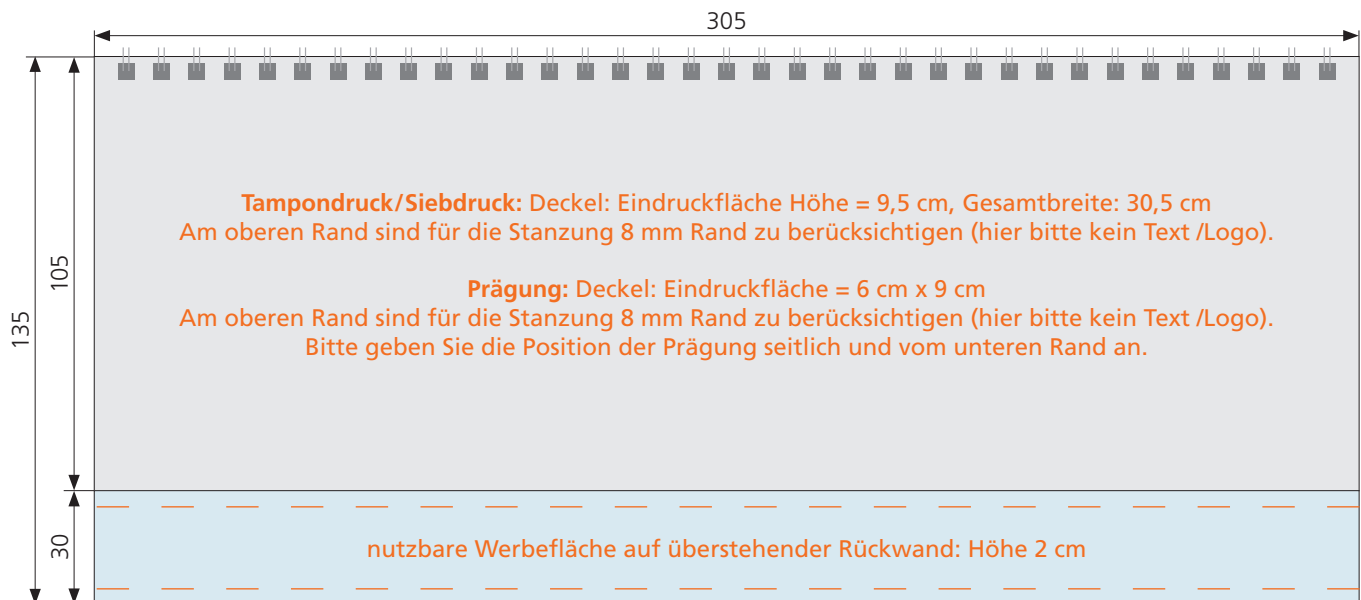 305
Tampondruck/Siebdruck: Deckel: Eindruckfläche Höhe = 9,5 cm, Gesamtbreite: 30,5 cm
Am oberen Rand sind für die Stanzung 8 mm Rand zu berücksichtigen (hier bitte kein Text /Logo).
Prägung: Deckel: Eindruckfläche = 6 cm x 9 cm
Am oberen Rand sind für die Stanzung 8 mm Rand zu berücksichtigen (hier bitte kein Text /Logo).
Bitte geben Sie die Position der Prägung seitlich und vom unteren Rand an.
105
135
30
nutzbare Werbefläche auf überstehender Rückwand: Höhe 2 cm